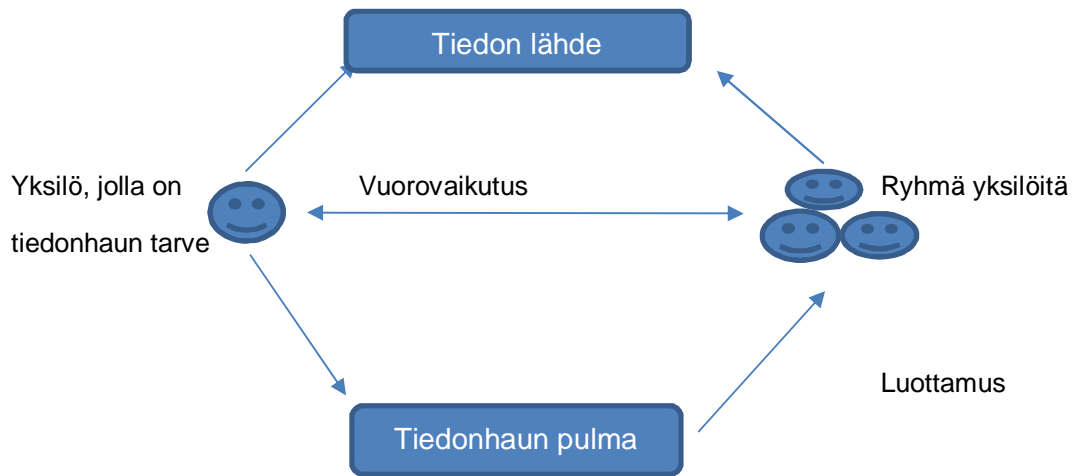 Tiedon lähde
Yksilö, jolla on
tiedonhaun tarve
Vuorovaikutus
Ryhmä yksilöitä
Luottamus
Tiedonhaun pulma